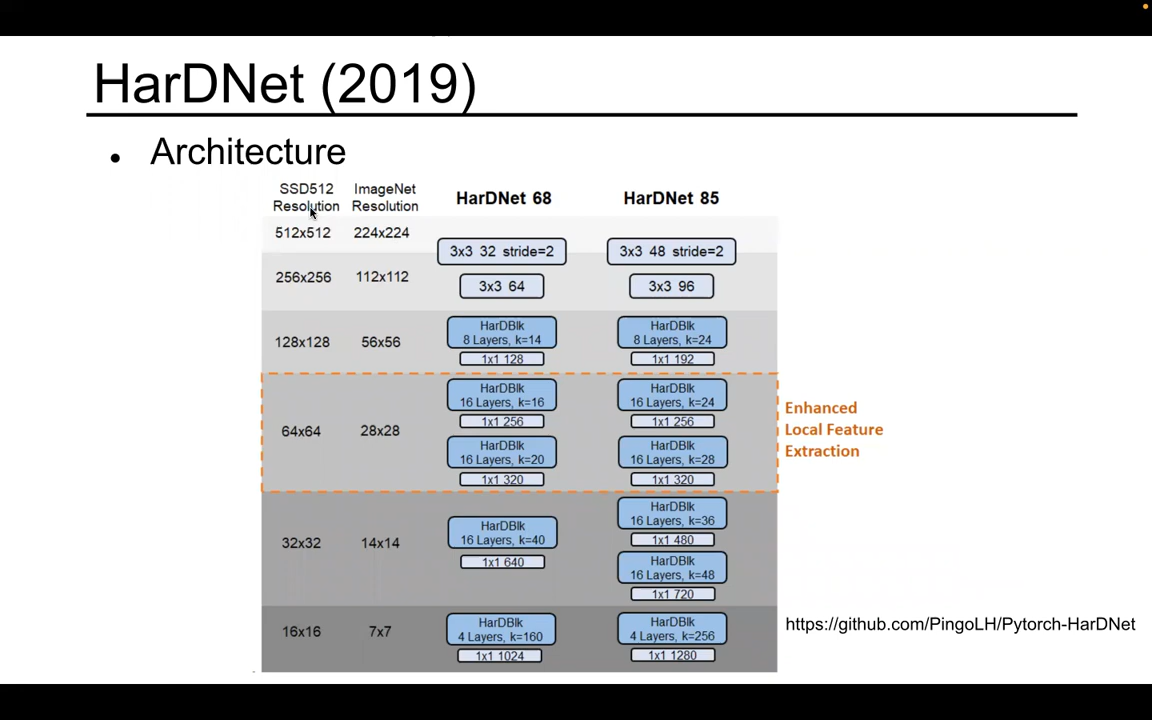 HarDNet (2019)
• Architecture
SSD512 ImageNet HarDNet 68 HarDNet 85
Resolution Resolution
512x512 224x224
3x3 32 stride=2 3x3 48 stride=2
256x256 112x112
3x3 64 3x3 96
HarDBlk HarDBlk
8 Layers, k=14 8 Layers, k=24
128x128 56x56
1x1 128 1x1 192
HarDBlk HarDBlk
16 Layers, k=16 16 Layers, k=24
1x1 256 1x1 256
64x64 28x28
HarDBlk HarDBlk
16 Layers, k=20 16 Layers, k=28
1x1 320 1x1 320
Enhanced
Local Feature
Extraction
HarDBlk
16 Layers, k=36
HarDBlk
16 Layers, k=40
1x1 480
32x32 14x14
1x1 640
HarDBlk
16 Layers, k=48
1x1 720
HarDBlk HarDBlk
4 Layers, k=160 4 Layers, k=256
16x16 7x7
1x1 1024 1x1 1280
https://github.com/PingoLH/Pytorch-HarDNet